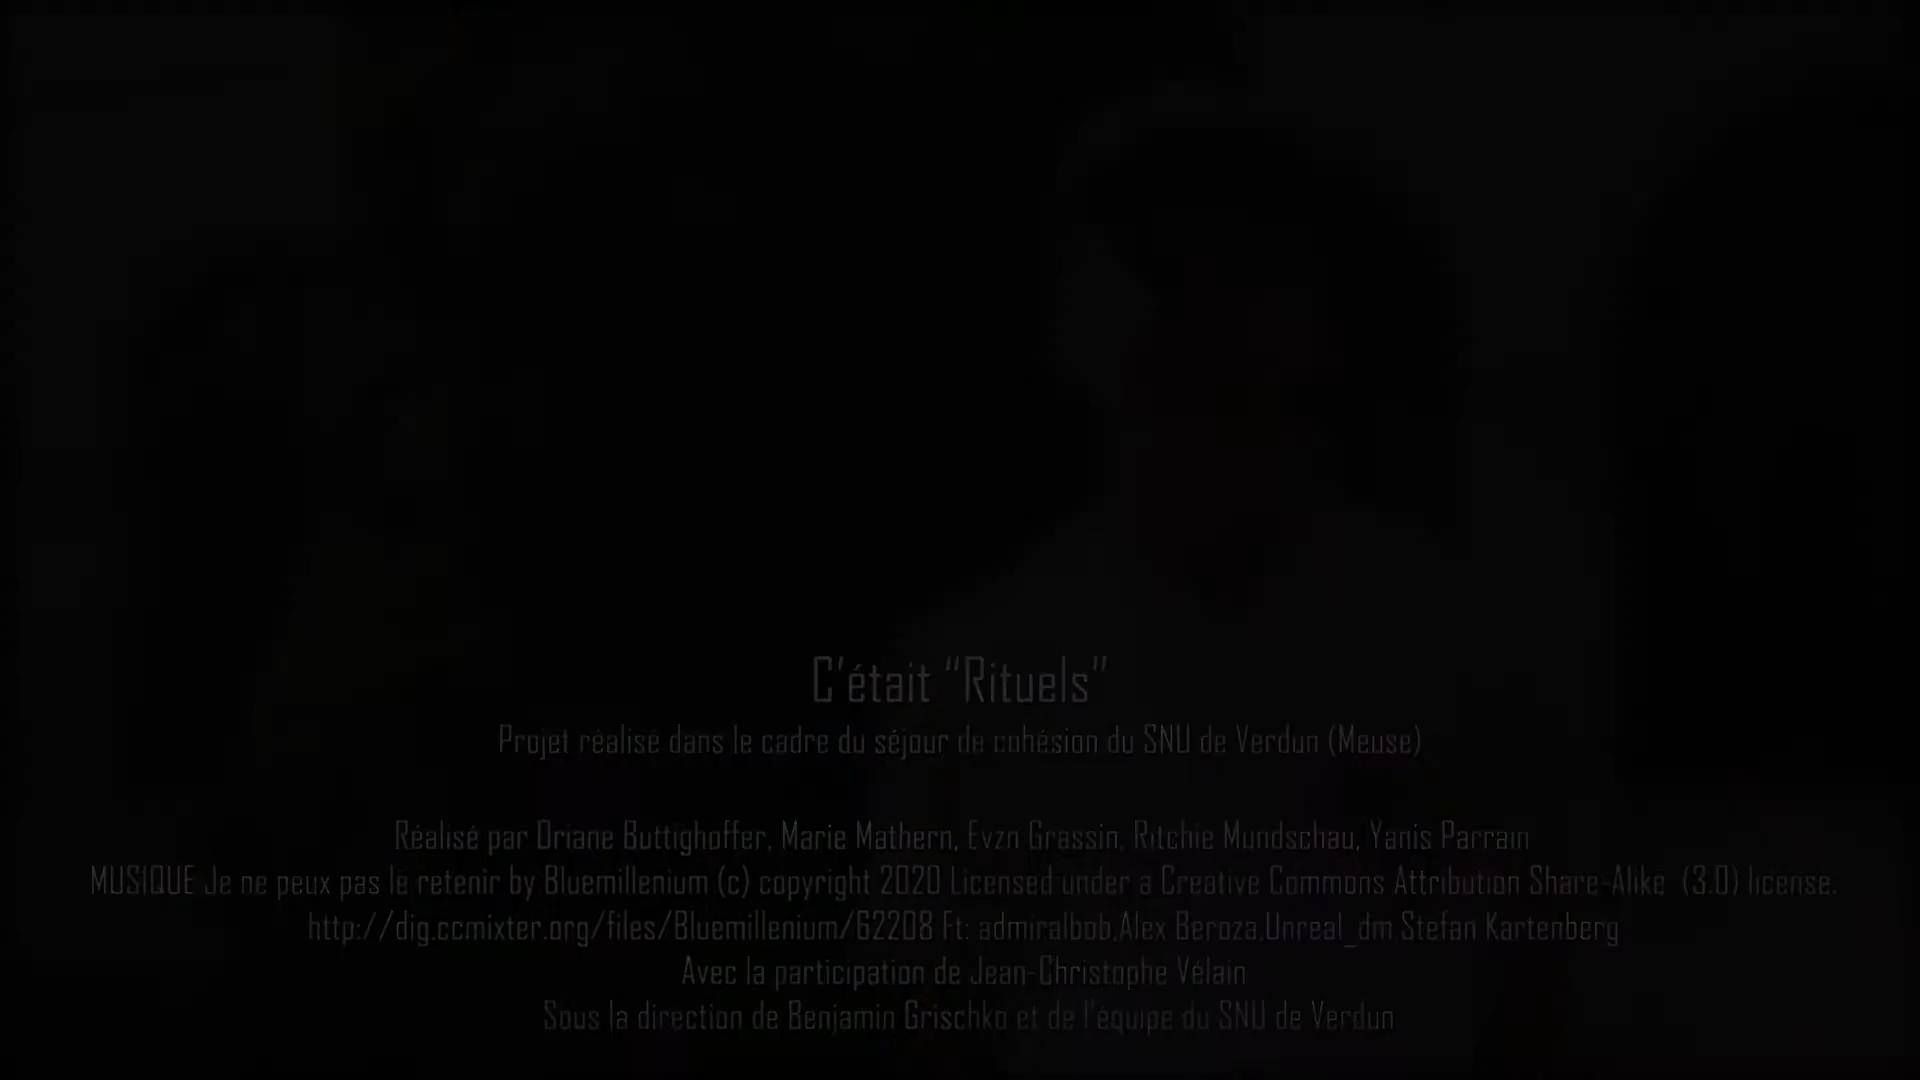 C'était “Rituels”
Projet réalisé dans le cadre du séjour de cohésion du SNU de Verdun (Meuse)
Réalisé par Oriane Buttighoffer, Marie Mathern, Evzn Grassin, Ritchie Mundschau, Yanis Parrain
MUSIQUE Je ne peux pas le retenir by Bluemillenium (c) copyright 2020 Licensed under a Creative Commons Attribution Share-Alike (3.0) license.
http://dig.ccmixter.org/files/Bluemillenium/62208 Ft: admiralbob,Alex Beroza,Unreal_dm,Stefan Kartenberg
Avec la participation de Jean-Christophe Vélain
Sous la direction de Benjamin Grischko et de l'équipe du SNU de Verdun